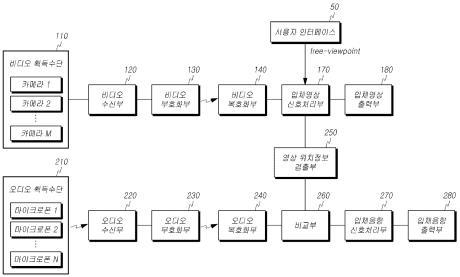 50
사용자 인터페이스
free-viewpoint
110
비디오 획득수단
카메라 1
카메라 2
카메라 M
120
비디오
수신부
130
비디오
부호화부
140
비디오
복호화부
170
입체영상
신호처리부
180
입체영상
출력부
250
영상 위치정보
검출부
210
오디오 획득수단
마이크로폰 1
마이크로폰 2
마이크로폰 N
220
오디오
수신부
230
오디오
부호화부
240
오디오
복호화부
260
비교부
270
입체음향
신호처리부
280
입체음향
출력부